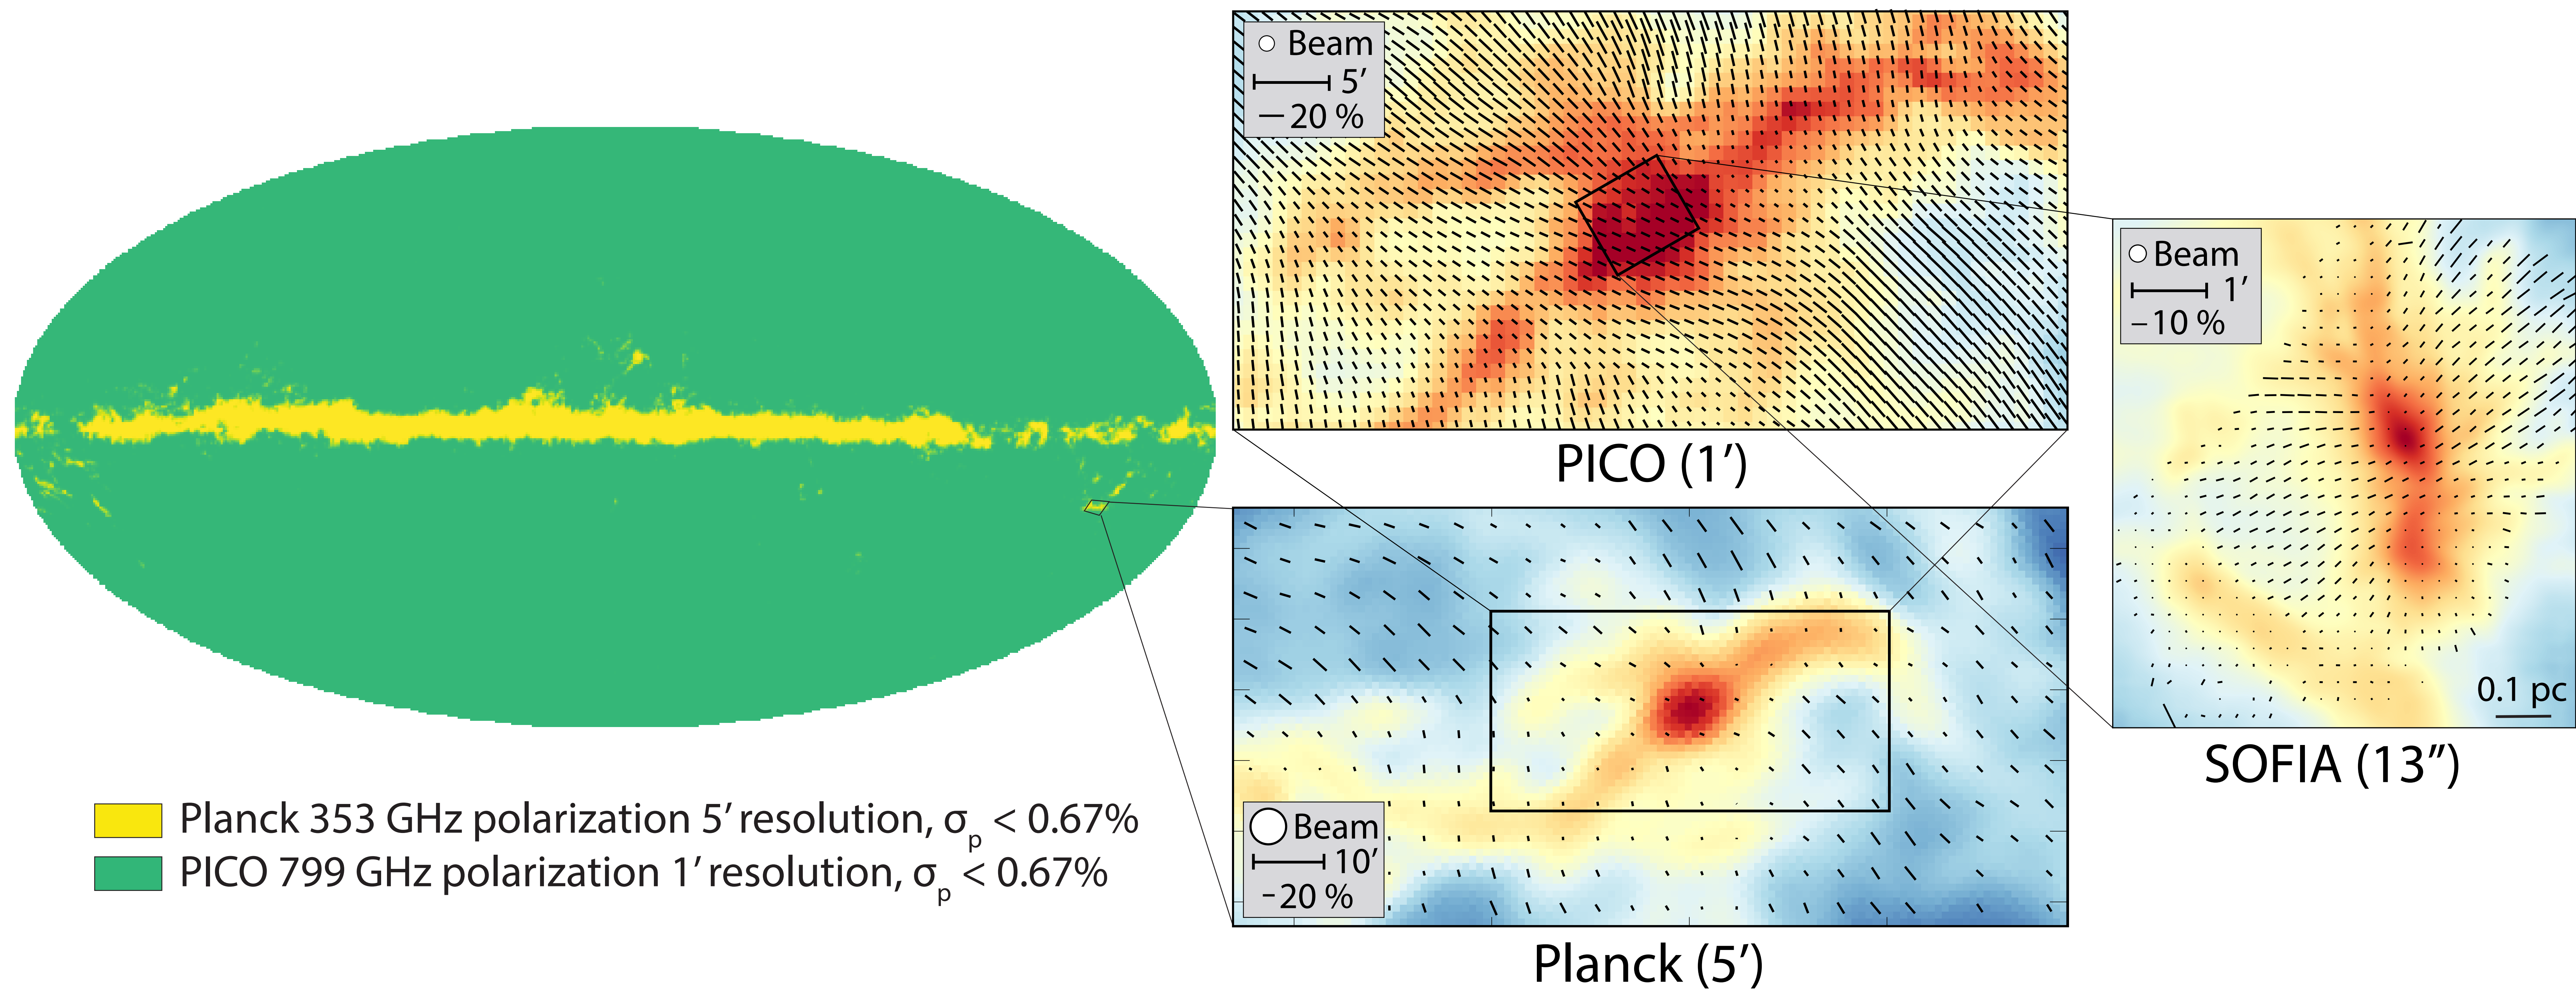 Planck 353 GHz polarization 5′ resolution, σp < 0.67%
PICO 799 GHz polarization 1′ resolution, σp < 0.67%
Beam
5′
20 %
PICO (1′)
Beam
10′
20 %
Planck (5′)
Beam
1′
10 %
0.1 pc
SOFIA (13″)